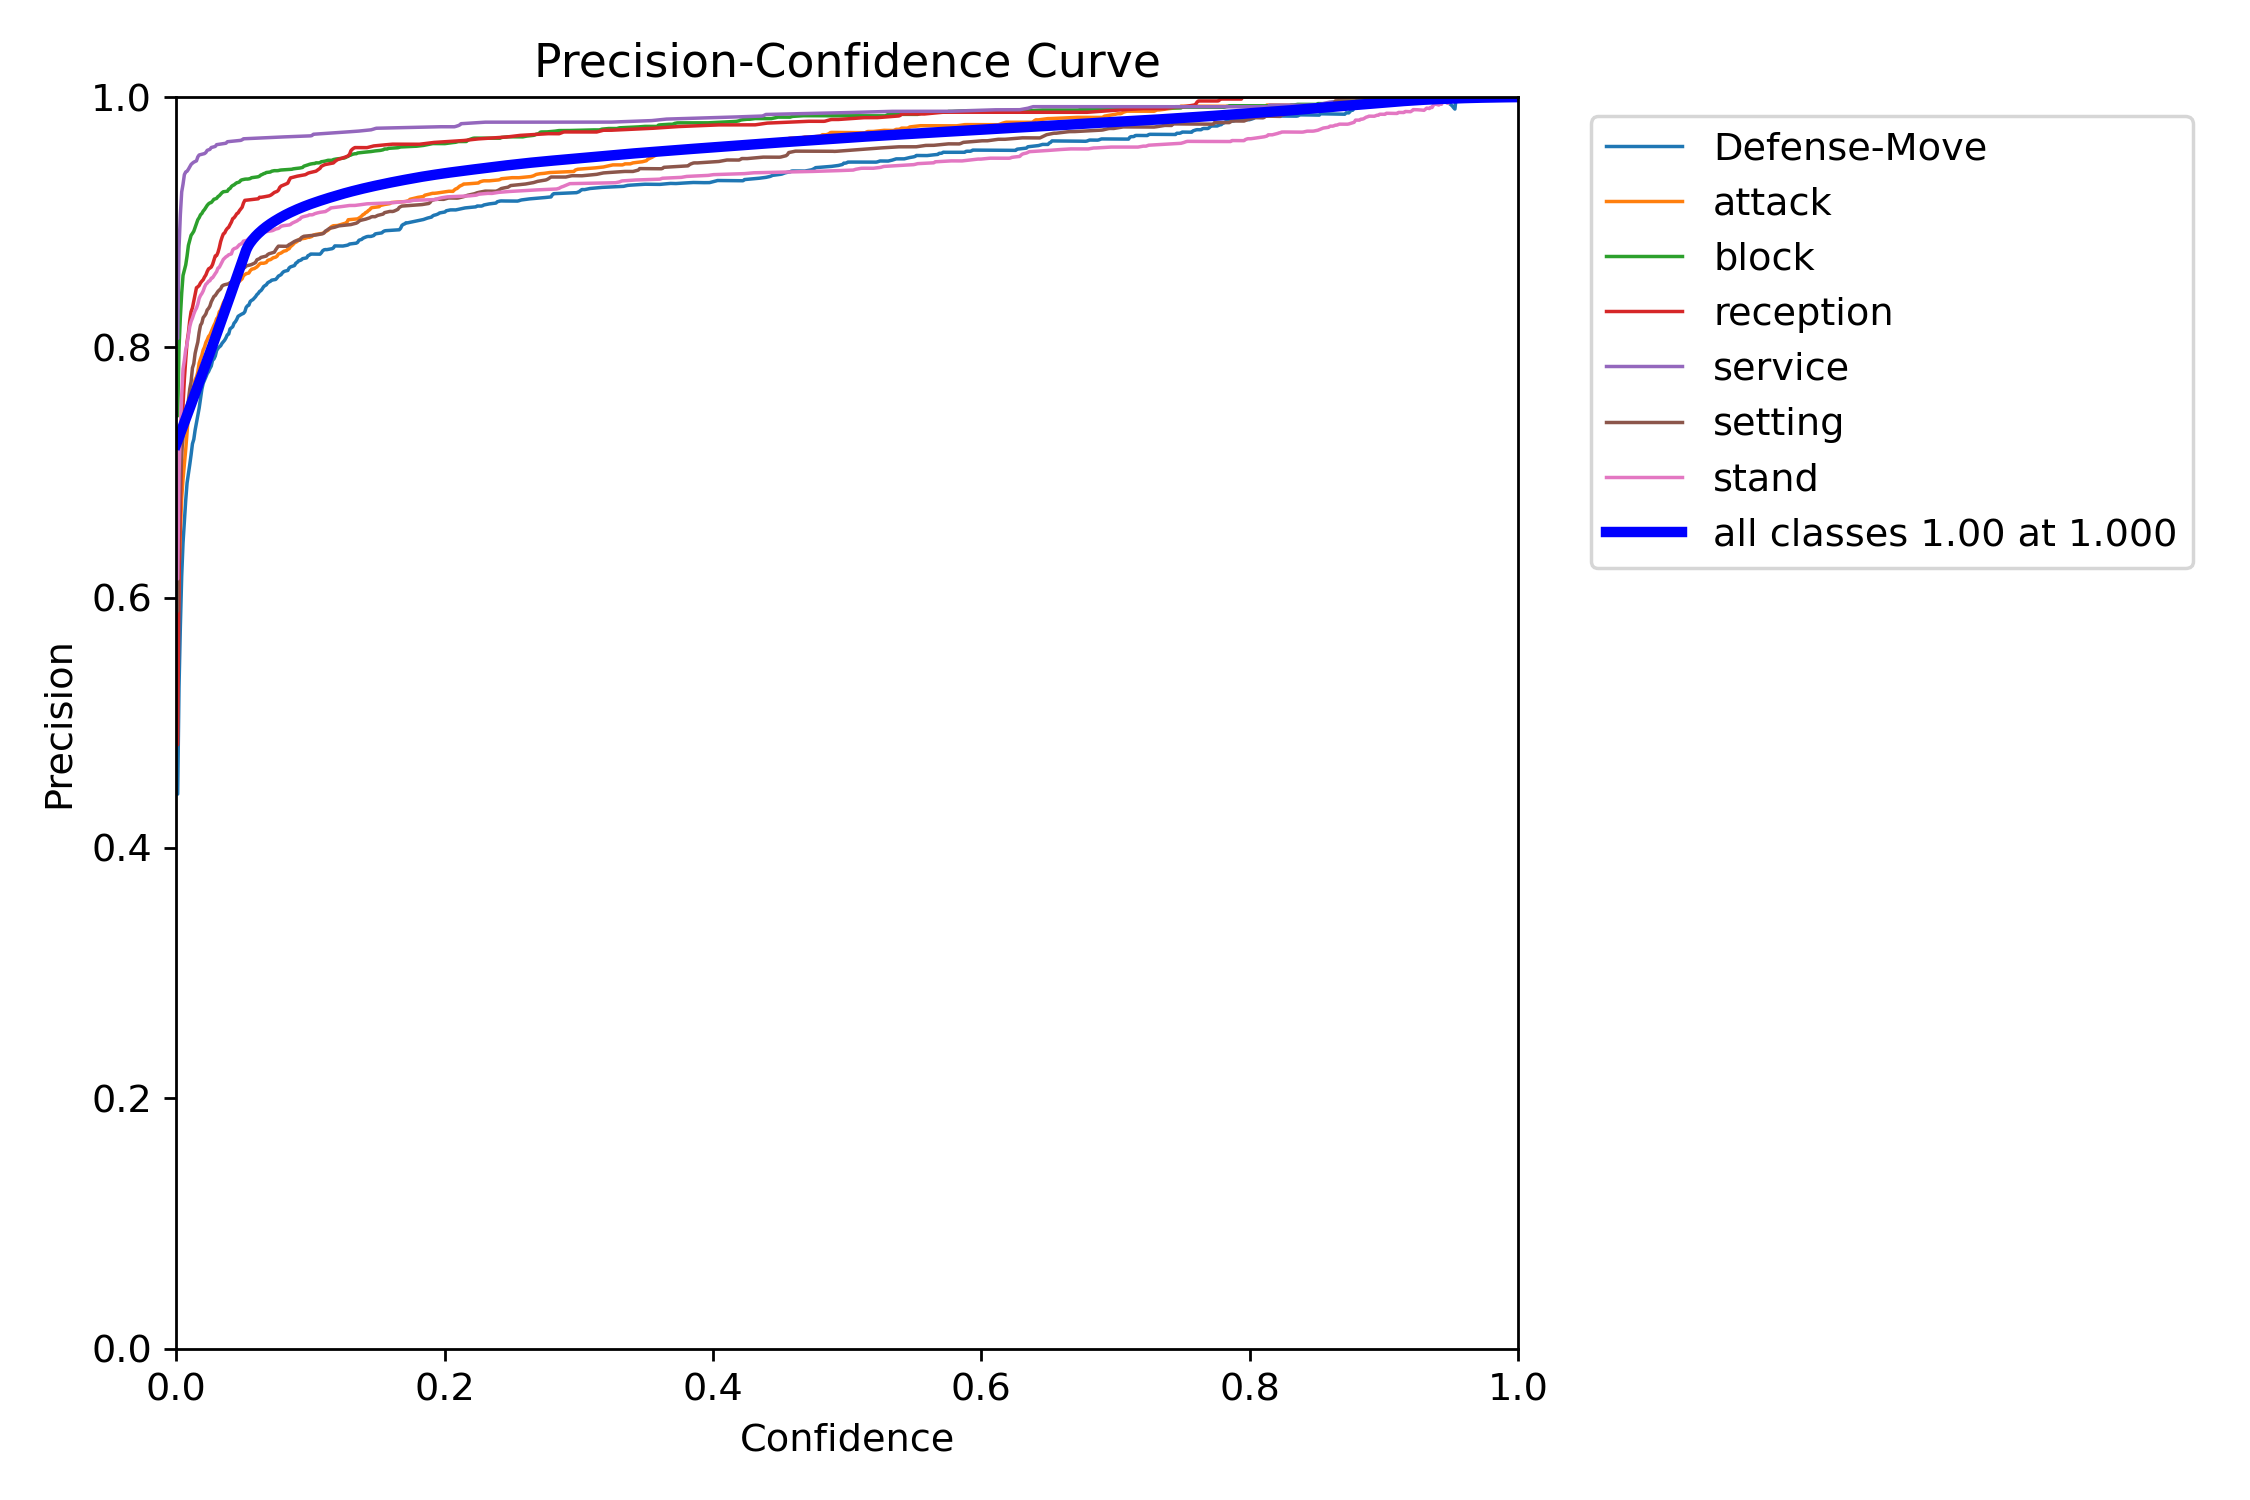 Precision-Confidence Curve
1.0
0.8
0.6
0.4
0.2
0.0
Precision
0.0 0.2 0.4 0.6 0.8 1.0
Confidence
Defense-Move
attack
block
reception
service
setting
stand
all classes 1.00 at 1.000